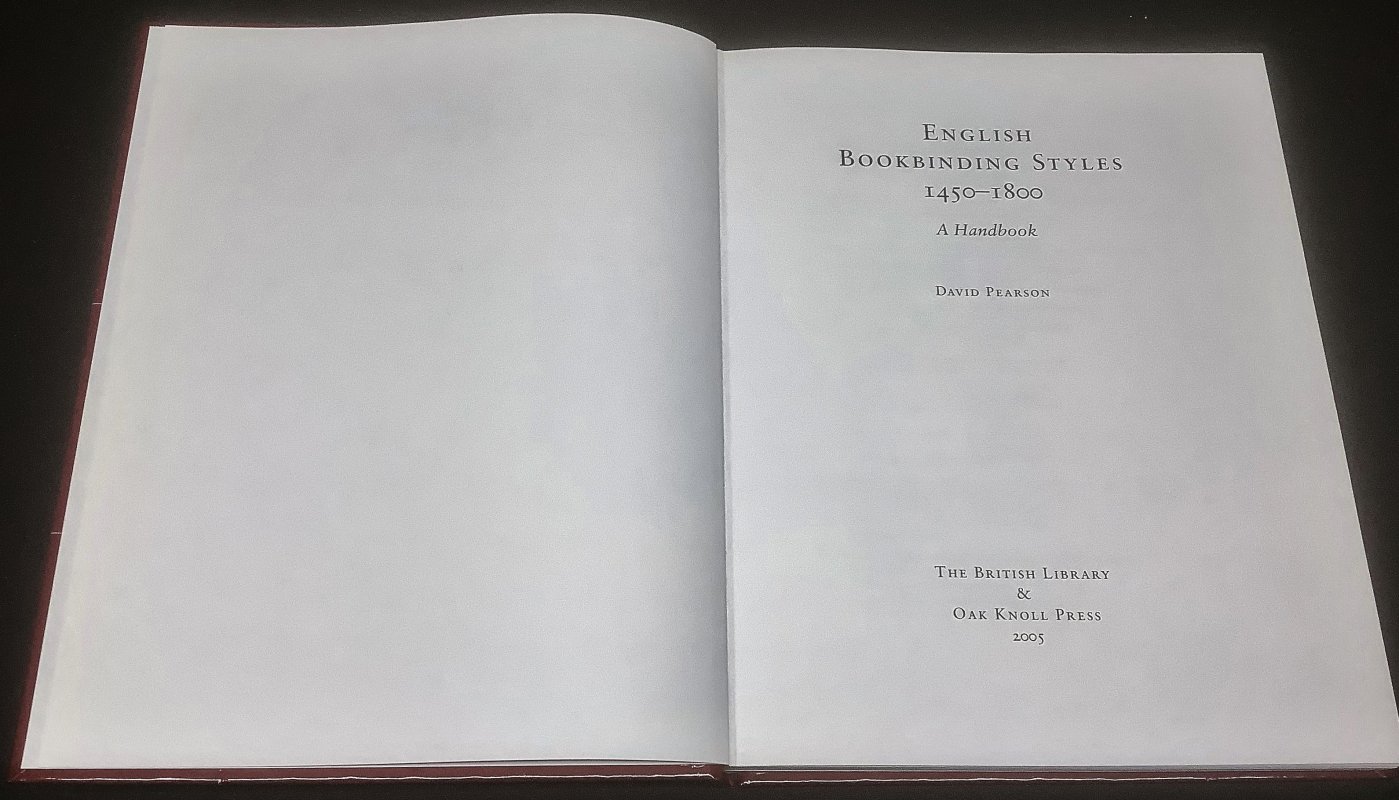 English
Bookbinding Styles
1450–1800
A Handbook
David Pearson
The British Library
&
Oak Knoll Press
2005